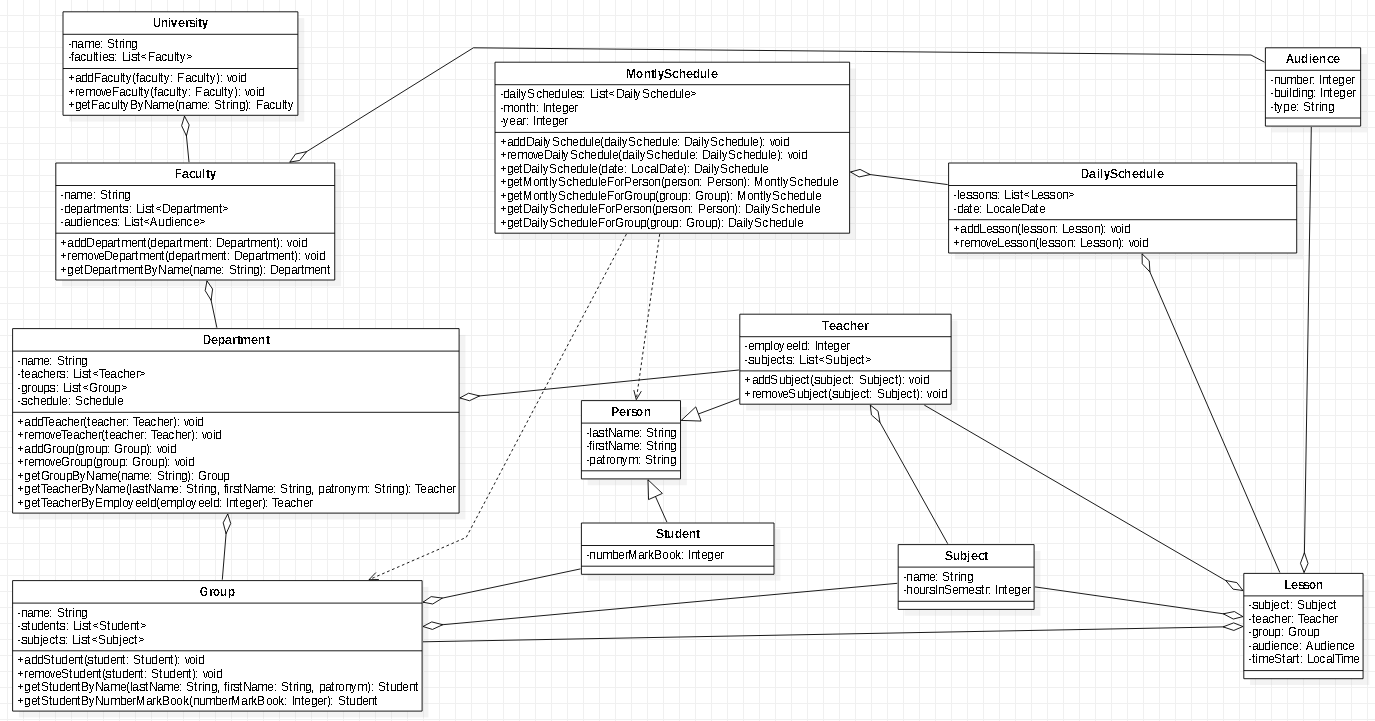 University
-name: String
-faculties: List<Faculty>
+addFaculty(faculty: Faculty): void
+removeFaculty(faculty: Faculty): void
+getFacultyByName(name: String): Faculty
Audience
-number: Integer
-building: Integer
-type: String
MontlySchedule
-dailySchedules: List<DailySchedule>
-month: Integer
-year: Integer
+addDailySchedule(dailySchedule: DailySchedule): void
+removeDailySchedule(dailySchedule: DailySchedule): void
+getDailySchedule(date: LocalDate): DailySchedule
+getMontlyScheduleForPerson(person: Person): MontlySchedule
+getMontlyScheduleForGroup(group: Group): MontlySchedule
+getDailyScheduleForPerson(person: Person): DailySchedule
+getDailyScheduleForGroup(group: Group): DailySchedule
Faculty
-name: String
-departments: List<Department>
-audiences: List<Audience>
+addDepartment(department: Department): void
+removeDepartment(department: Department): void
+getDepartmentByName(name: String): Department
DailySchedule
-lessons: List<Lesson>
-date: LocaleDate
+addLesson(lesson: Lesson): void
+removeLesson(lesson: Lesson): void
Department
-name: String
-teachers: List<Teacher>
-groups: List<Group>
-schedule: Schedule
+addTeacher(teacher: Teacher): void
+removeTeacher(teacher: Teacher): void
+addGroup(group: Group): void
+removeGroup(group: Group): void
+getGroupByName(name: String): Group
+getTeacherByName(lastName: String, firstName: String, patronym: String): Teacher
+getTeacherByEmployeeId(employeeId: Integer): Teacher
Teacher
-employeeId: Integer
-subjects: List<Subject>
+addSubject(subject: Subject): void
+removeSubject(subject: Subject): void
Person
-lastName: String
-firstName: String
-patronym: String
Student
-numberMarkBook: Integer
Subject
-name: String
-hoursInSemestr: Integer
Group
-name: String
-students: List<Student>
-subjects: List<Subject>
+addStudent(student: Student): void
+removeStudent(student: Student): void
+getStudentByName(lastName: String, firstName: String, patronym): Student
+getStudentByNumberMarkBook(numberMarkBook: Integer): Student
Lesson
-subject: Subject
-teacher: Teacher
-group: Group
-audience: Audience
-timeStart: LocalTime